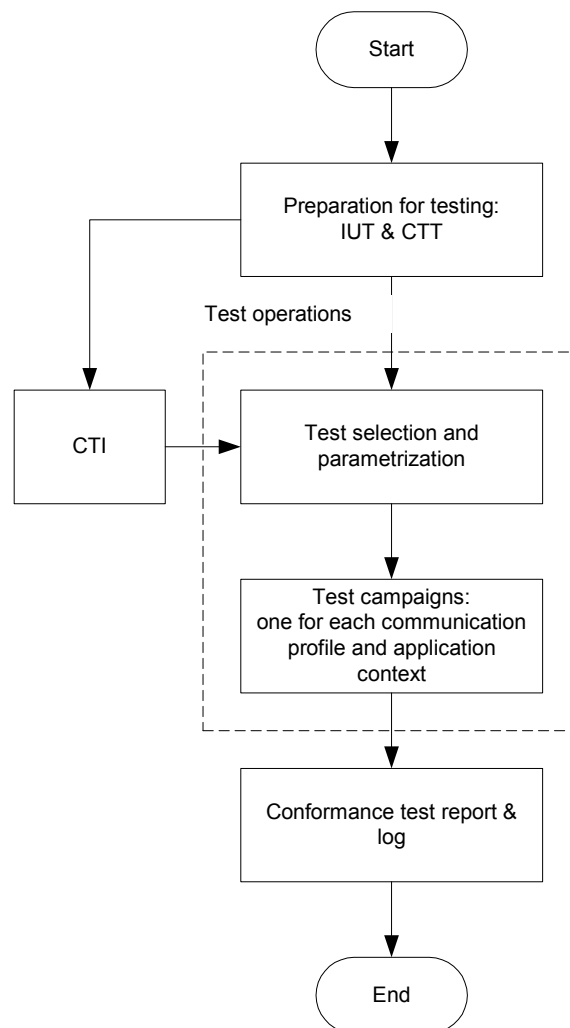 Start
Preparation for testing:
IUT & CTT
Test operations
CTI
Test selection and
parametrization
Test campaigns:
one for each communication
profile and application
context
Conformance test report &
log
End